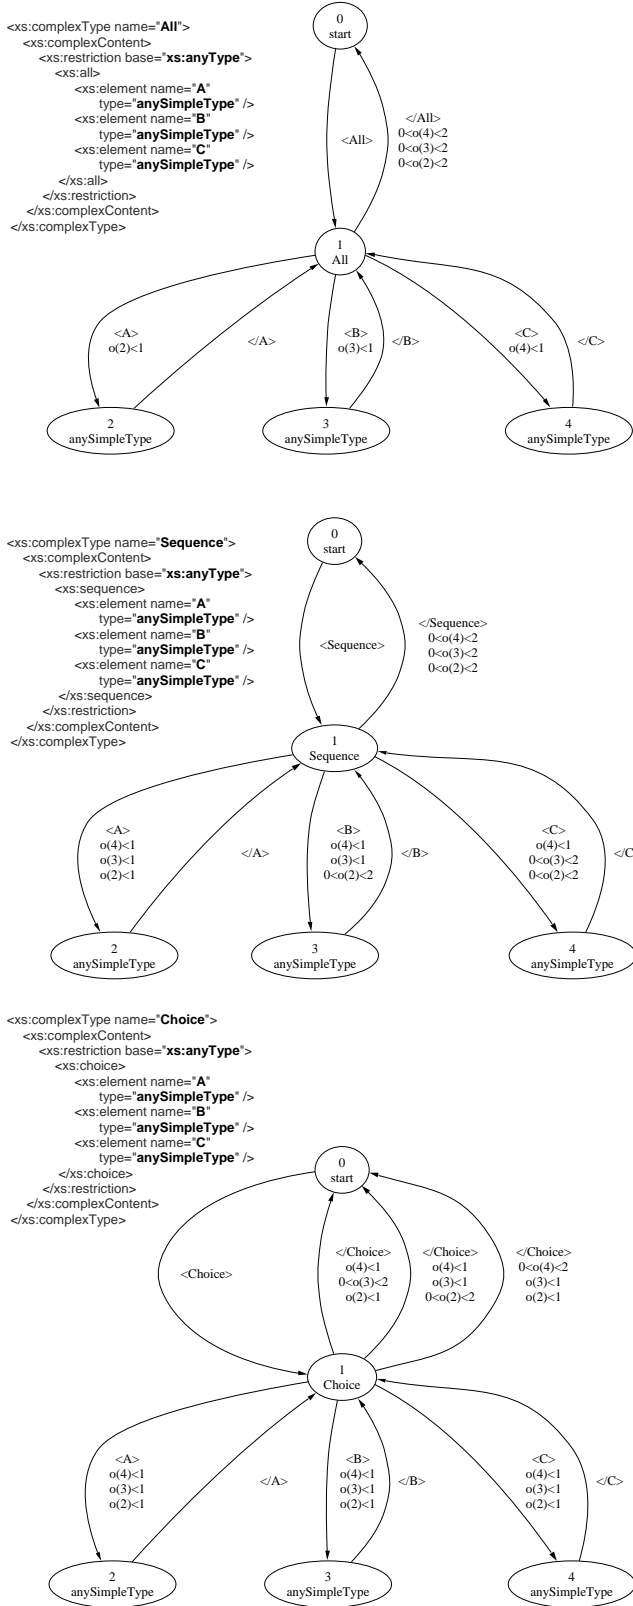 <xs:complexType name="All">
<xs:complexContent>
<xs:restriction base="xs:anyType">
<xs:all>
<xs:element name="A"
type="anySimpleType" />
<xs:element name="B"
type="anySimpleType" />
<xs:element name="C"
type="anySimpleType" />
</xs:all>
</xs:restriction>
</xs:complexContent>
</xs:complexType>
0
start
<All>
</All>
0<o(4)<2
0<o(3)<2
0<o(2)<2
1
All
<A>
o(2)<1
</A>
<B>
o(3)<1
</B>
<C>
o(4)<1
</C>
2
anySimpleType
3
anySimpleType
4
anySimpleType
<xs:complexType name="Sequence">
<xs:complexContent>
<xs:restriction base="xs:anyType">
<xs:sequence>
<xs:element name="A"
type="anySimpleType" />
<xs:element name="B"
type="anySimpleType" />
<xs:element name="C"
type="anySimpleType" />
</xs:sequence>
</xs:restriction>
</xs:complexContent>
</xs:complexType>
0
start
<Sequence>
</Sequence>
0<o(4)<2
0<o(3)<2
0<o(2)<2
1
Sequence
<A>
o(4)<1
o(3)<1
o(2)<1
</A>
<B>
o(4)<1
o(3)<1
0<o(2)<2
</B>
<C>
o(4)<1
0<o(3)<2
0<o(2)<2
</C
2
anySimpleType
3
anySimpleType
4
anySimpleType
<xs:complexType name="Choice">
<xs:complexContent>
<xs:restriction base="xs:anyType">
<xs:choice>
<xs:element name="A"
type="anySimpleType" />
<xs:element name="B"
type="anySimpleType" />
<xs:element name="C"
type="anySimpleType" />
</xs:choice>
</xs:restriction>
</xs:complexContent>
</xs:complexType>
0
start
<Choice>
</Choice>
o(4)<1
0<o(3)<2
o(2)<1
</Choice>
o(4)<1
o(3)<1
0<o(2)<2
</Choice>
0<o(4)<2
o(3)<1
o(2)<1
1
Choice
<A>
o(4)<1
o(3)<1
o(2)<1
</A>
<B>
o(4)<1
o(3)<1
o(2)<1
</B>
<C>
o(4)<1
o(3)<1
o(2)<1
</C>
2
anySimpleType
3
anySimpleType
4
anySimpleType